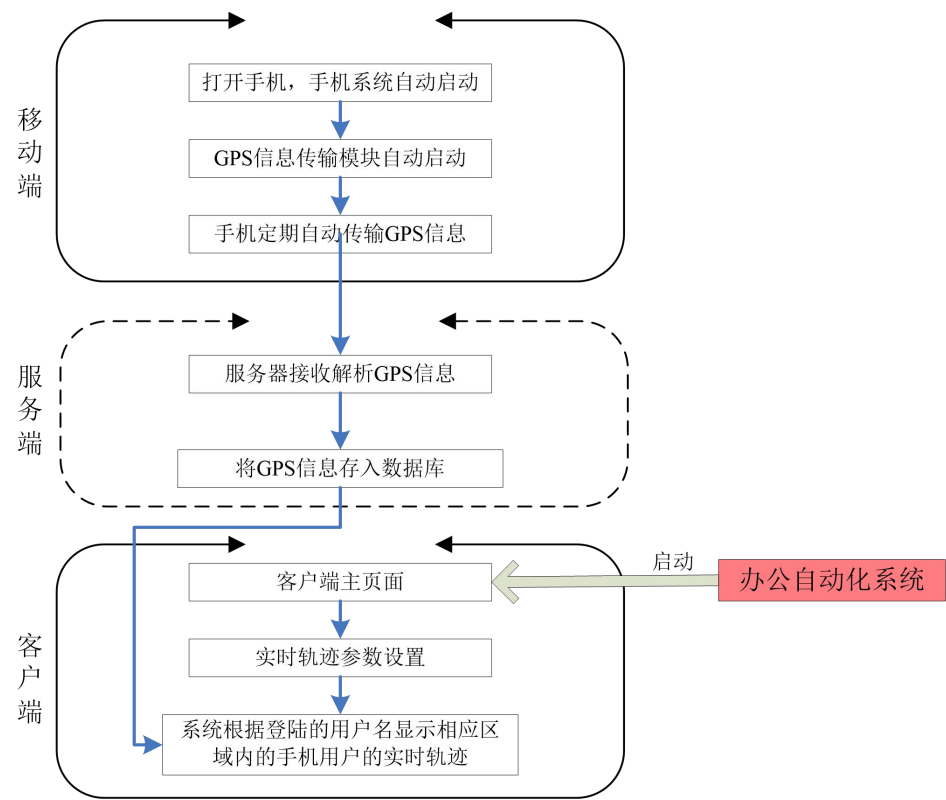 移动端
打开手机，手机系统自动启动
GPS信息传输模块自动启动
手机定期自动传输GPS信息
服务端
服务器接收解析GPS信息
将GPS信息存入数据库
客户端
客户端主页面
启动
办公自动化系统
实时轨迹参数设置
系统根据登陆的用户名显示相应区
域内的手机用户的实时轨迹